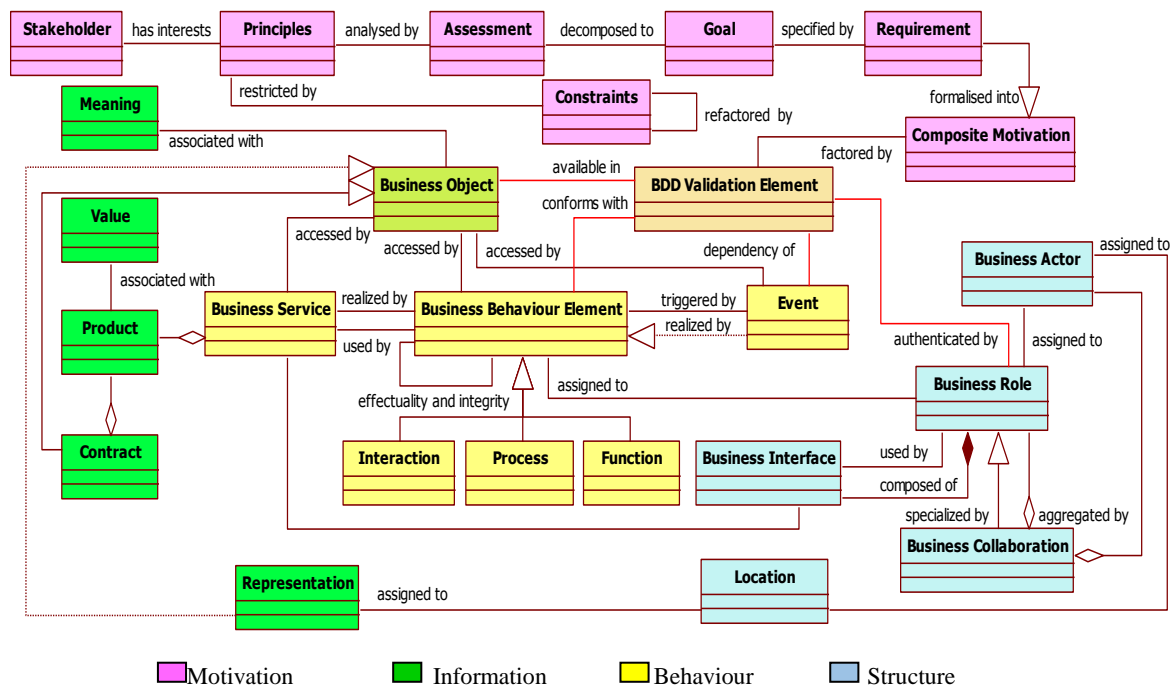 Stakeholder has interests Principles analysed by Assessment decomposed to Goal specified by Requirement
restricted by
Meaning Constraints formalised into
refactored by
associated with Composite Motivation
factored by
available in
Business Object BDD Validation Element
conforms with
Value
accessed by accessed by accessed by dependency of Business Actor assigned to
associated with
Business Service realized by Business Behaviour Element triggered by Event
Product realized by
used by authenticated by assigned to
effectuality and integrity assigned to Business Role
Contract Interaction Process Function Business Interface used by
composed of
specialized by aggregated by
Business Collaboration
Representation assigned to Location
Motivation Information Behaviour Structure